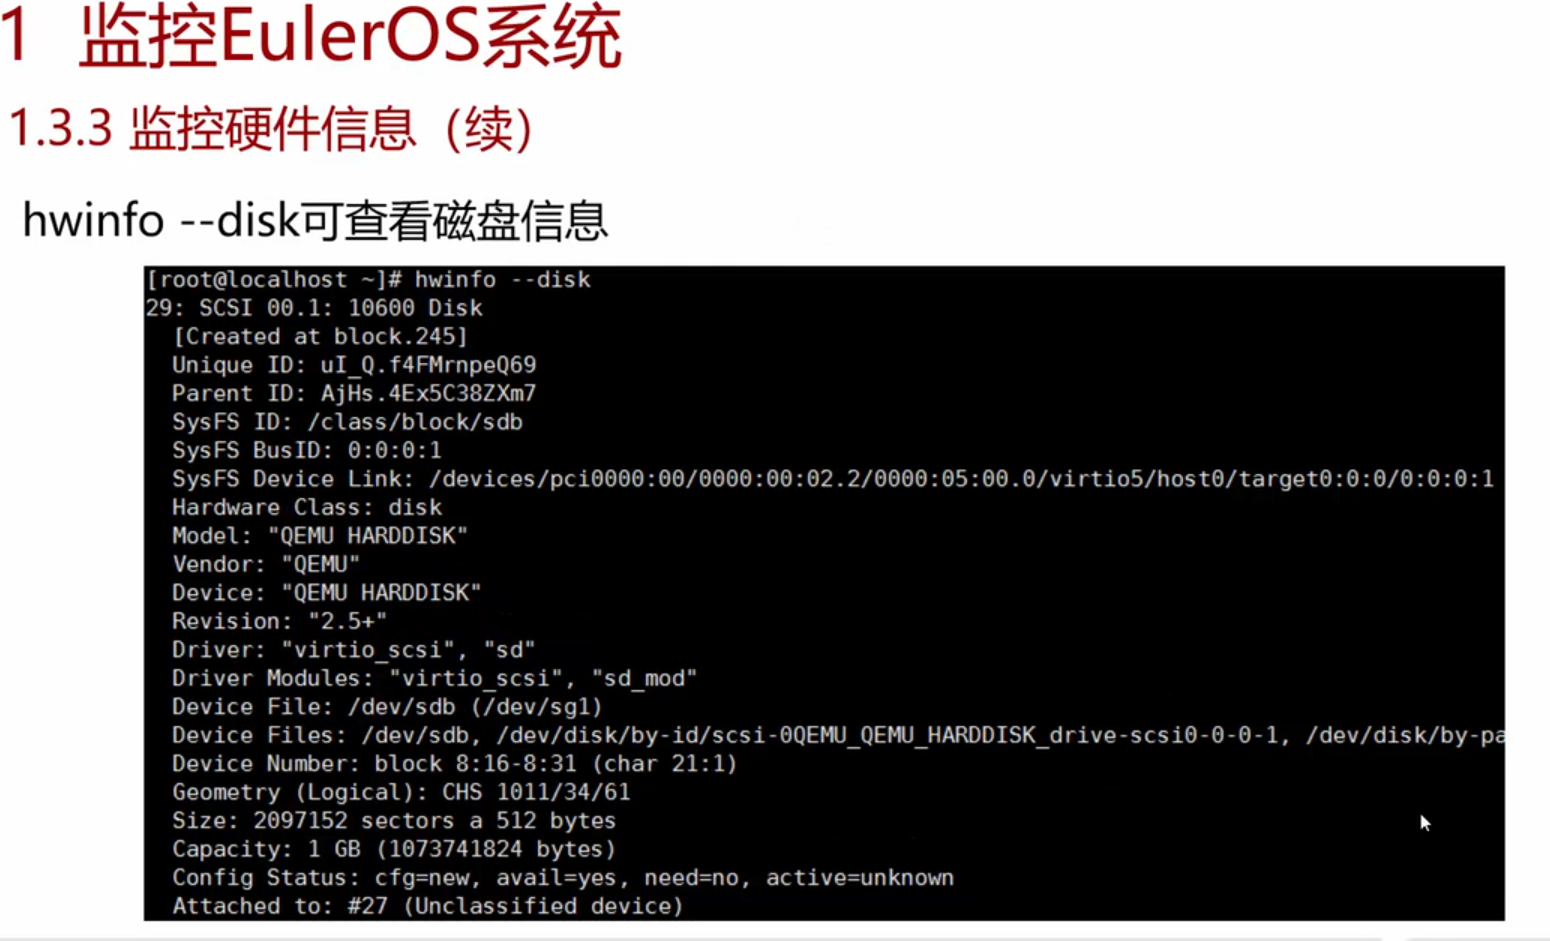 1 监控EulerOS系统
1.3.3 监控硬件信息（续）
hwinfo --disk可查看磁盘信息
[root@localhost ~]# hwinfo --disk
29: SCSI 00.1: 10600 Disk
[Created at block.245]
Unique ID: uI_Q.f4FMrnpeQ69
Parent ID: AjHs.4Ex5C38ZXm7
SysFS ID: /class/block/sdb
SysFS BusID: 0:0:0:1
SysFS Device Link: /devices/pci0000:00/0000:00:02.2/0000:05:00.0/virtio5/host0/target0:0:0/0:0:0:1
Hardware Class: disk
Model: "QEMU HARDDISK"
Vendor: "QEMU"
Device: "QEMU HARDDISK"
Revision: "2.5+"
Driver: "virtio_scsi", "sd"
Driver Modules: "virtio_scsi", "sd_mod"
Device File: /dev/sdb (/dev/sg1)
Device Files: /dev/sdb, /dev/disk/by-id/scsi-0QEMU_QEMU_HARDDISK_drive-scsi0-0-0-1, /dev/disk/by-pa
Device Number: block 8:16-8:31 (char 21:1)
Geometry (Logical): CHS 1011/34/61
Size: 2097152 sectors a 512 bytes
Capacity: 1 GB (1073741824 bytes)
Config Status: cfg=new, avail=yes, need=no, active=unknown
Attached to: #27 (Unclassified device)